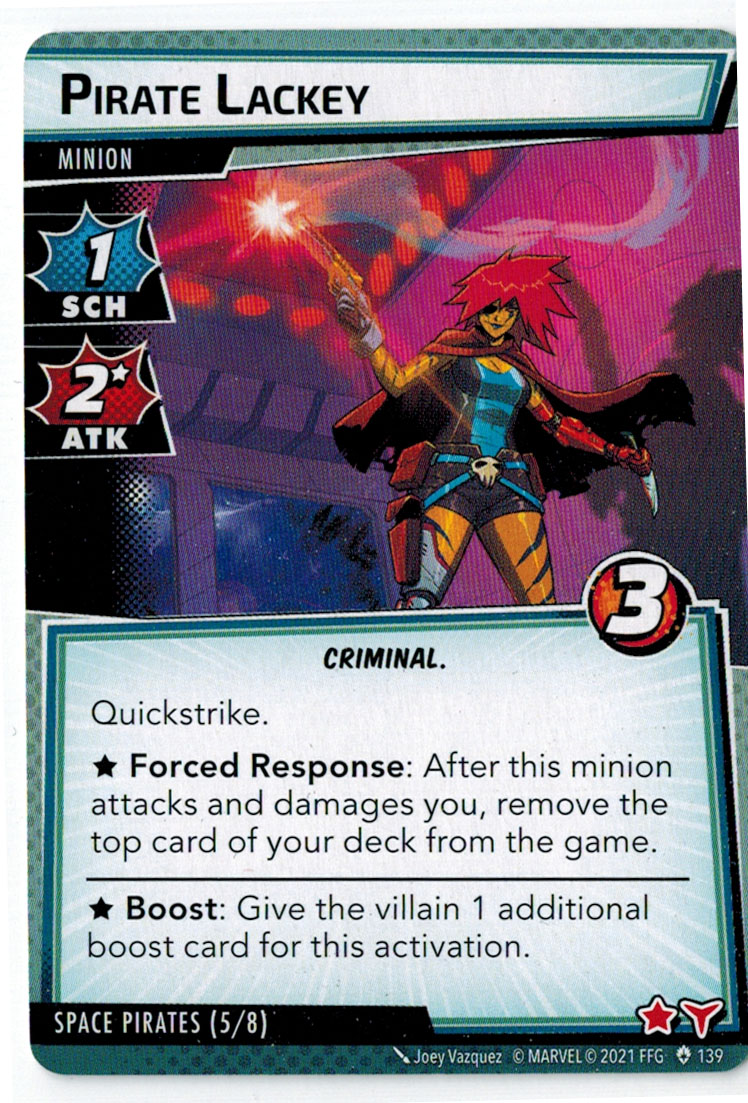 PIRATE LACKEY
MINION
1
SCH
2★
ATK
3
CRIMINAL.
Quickstrike.
★ Forced Response: After this minion
attacks and damages you, remove the
top card of your deck from the game.
★ Boost: Give the villain 1 additional
boost card for this activation.
SPACE PIRATES (5/8)
Joey Vazquez © MARVEL © 2021 FFG 139